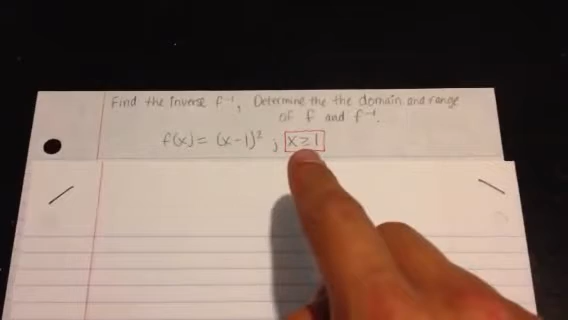 Find the inverse f⁻¹, Determine the the domain and range
of f and f⁻¹.
f(x) = (x-1)² ; x≥1